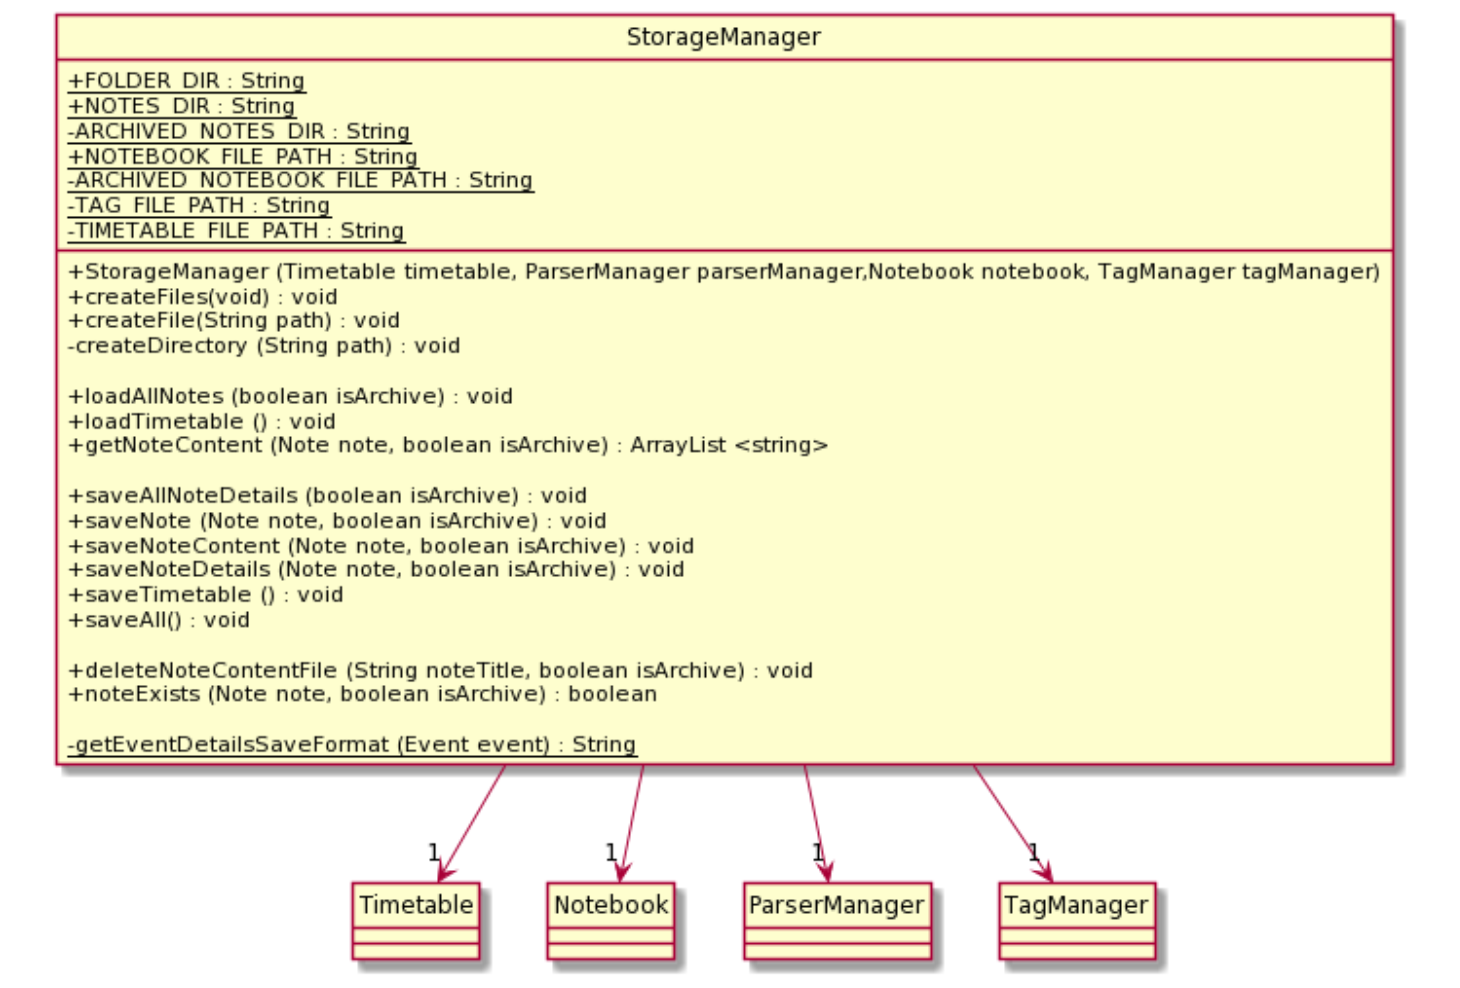 StorageManager
+FOLDER_DIR : String
+NOTES_DIR : String
-ARCHIVED_NOTES_DIR : String
+NOTEBOOK_FILE_PATH : String
-ARCHIVED_NOTEBOOK_FILE_PATH : String
-TAG_FILE_PATH : String
-TIMETABLE_FILE_PATH : String
+StorageManager (Timetable timetable, ParserManager parserManager,Notebook notebook, TagManager tagManager)
+createFiles(void) : void
+createFile(String path) : void
-createDirectory (String path) : void
+loadAllNotes (boolean isArchive) : void
+loadTimetable () : void
+getNoteContent (Note note, boolean isArchive) : ArrayList <string>
+saveAllNoteDetails (boolean isArchive) : void
+saveNote (Note note, boolean isArchive) : void
+saveNoteContent (Note note, boolean isArchive) : void
+saveNoteDetails (Note note, boolean isArchive) : void
+saveTimetable () : void
+saveAll() : void
+deleteNoteContentFile (String noteTitle, boolean isArchive) : void
+noteExists (Note note, boolean isArchive) : boolean
-getEventDetailsSaveFormat (Event event) : String
1 1 1 1
Timetable Notebook ParserManager TagManager